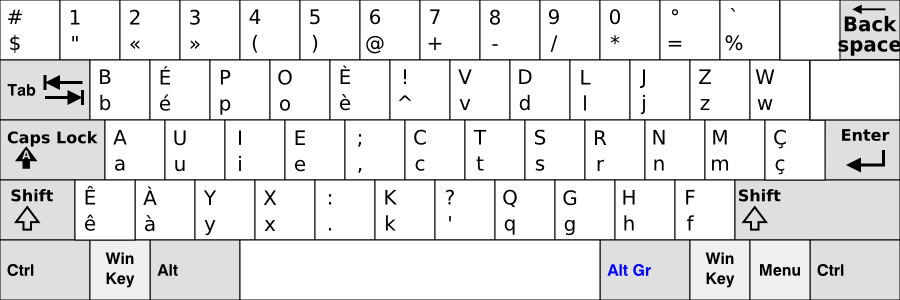 # 1 2 3 4 5 6 7 8 9 0 ° ` Back
$ " « » ( ) @ + - / * = % space
Tab B É P O È ! V D L J Z W
b é p o è ^ v d l j z w
Caps Lock A U I E ; C T S R N M Ç Enter
A a u i e , c t s r n m ç
Shift Ê À Y X : K ? Q G H F Shift
ê à y x . k ' q g h f
Ctrl Win Key Alt Alt Gr Win Key Menu Ctrl